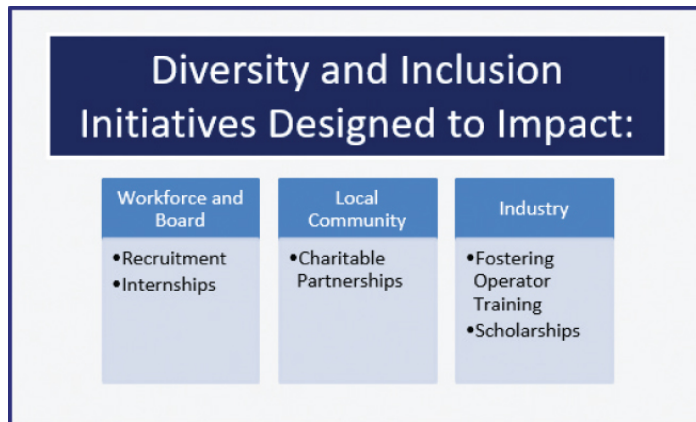 Diversity and Inclusion
Initiatives Designed to Impact:
Workforce and
Board
•Recruitment
•Internships
Local
Community
•Charitable
Partnerships
Industry
•Fostering
Operator
Training
•Scholarships